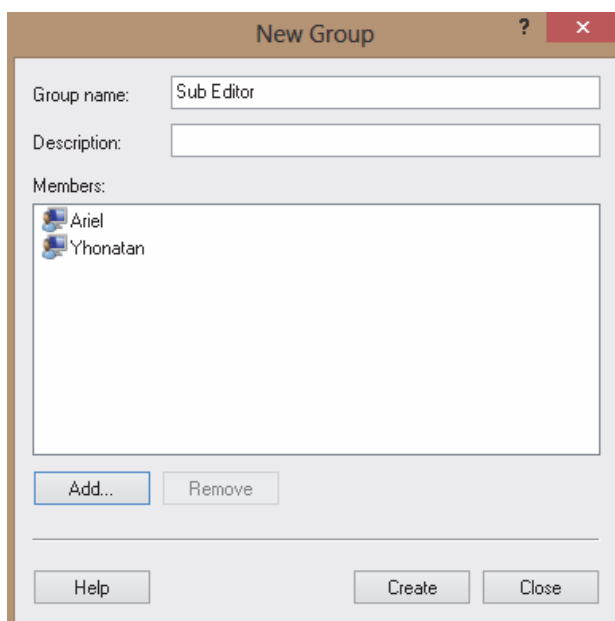 New Group
?
Group name: Sub Editor
Description:
Members:
Ariel
Yhonatan
Add... Remove
Help Create Close